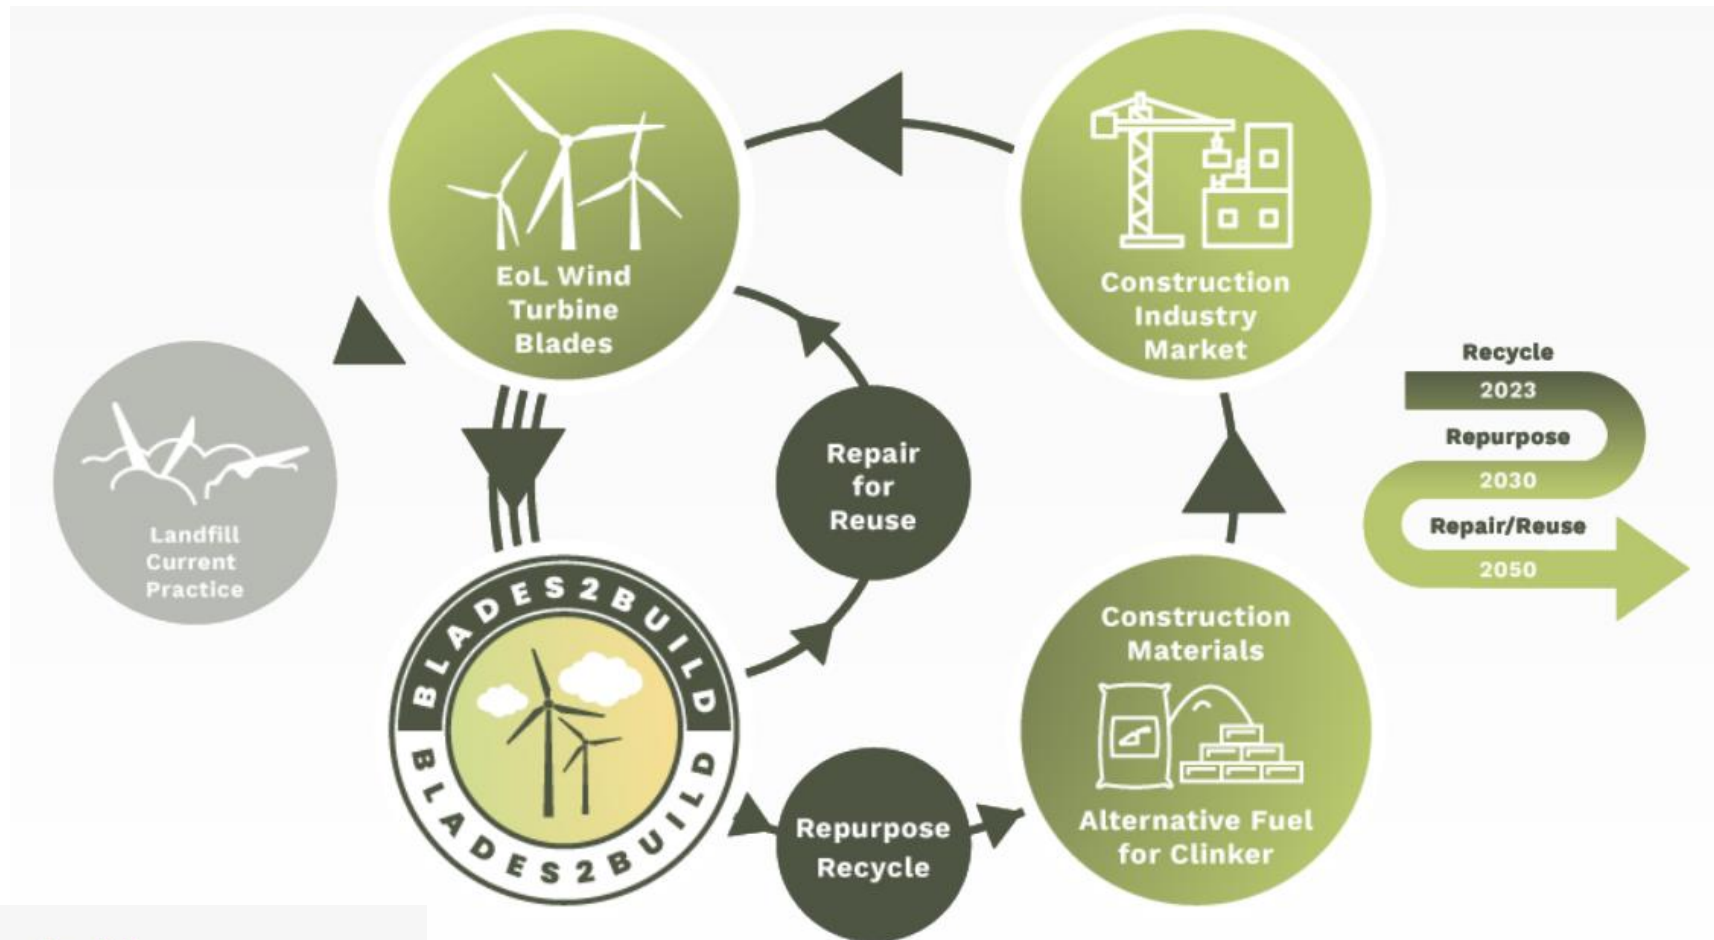 EoL Wind
Turbine
Blades
Construction
Industry
Market
Landfill
Current
Practice
Repair
for
Reuse
BLADES2BUILD
BLADES2BUILD
Repurpose
Recycle
Construction
Materials
Alternative Fuel
for Clinker
Recycle
2023
Repurpose
2030
Repair/Reuse
2050